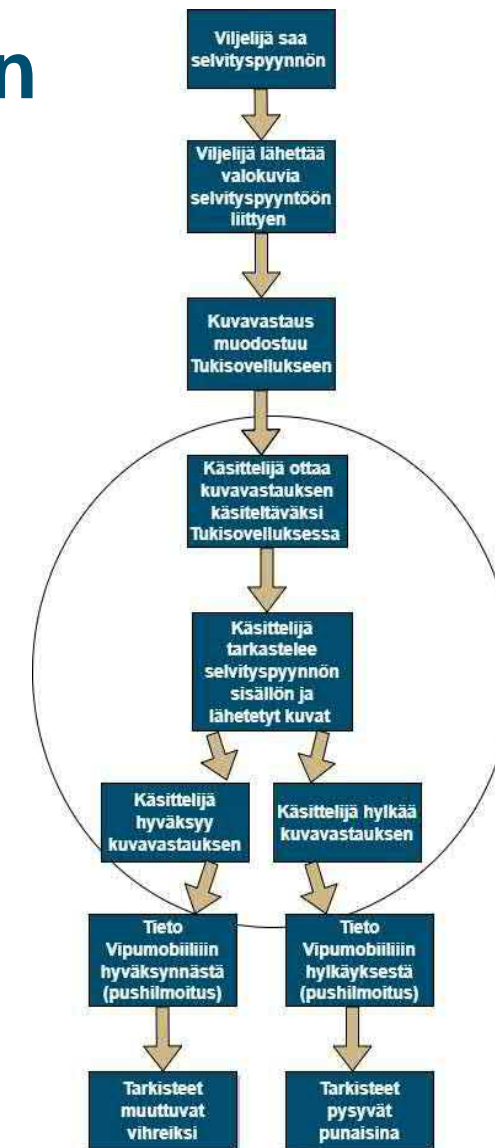 n
Viljelijä saa
selvityspyynnön
Viljelijä lähettää
valokuvia
selvityspyyntöön
liittyen
Kuvavastaus
muodostuu
Tukisovellukseen
Käsittelijä ottaa
kuvavastauksen
käsiteltäväksi
Tukisovelluksessa
Käsittelijä
tarkastelee
selvityspyynnön
sisällön ja
lähetetyt kuvat
Käsittelijä
hyväksyy
kuvavastauksen
Käsittelijä hylkää
kuvavastauksen
Tieto
Vipumobiiliin
hyväksynnästä
(pushilmoitus)
Tieto
Vipumobiiliin
hylkäyksestä
(pushilmoitus)
Tarkisteet
muuttuvat
vihreiksi
Tarkisteet
pysyvät
punaisina